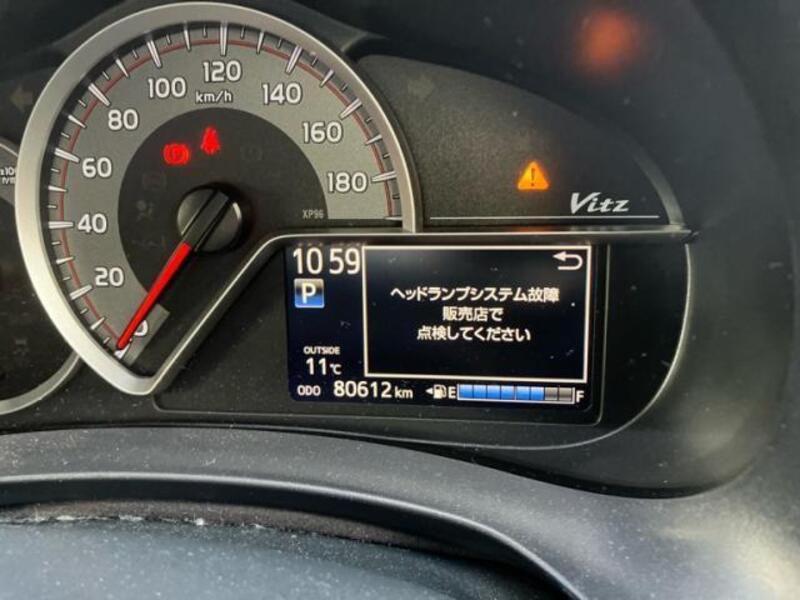 120
100
km/h
140
80
160
60
180
XP96
40
20
P
Vitz
10 59
P
ヘッドランプシステム故障
販売店で
点検してください
OUTSIDE
11℃
ODO 80612 km
E
F